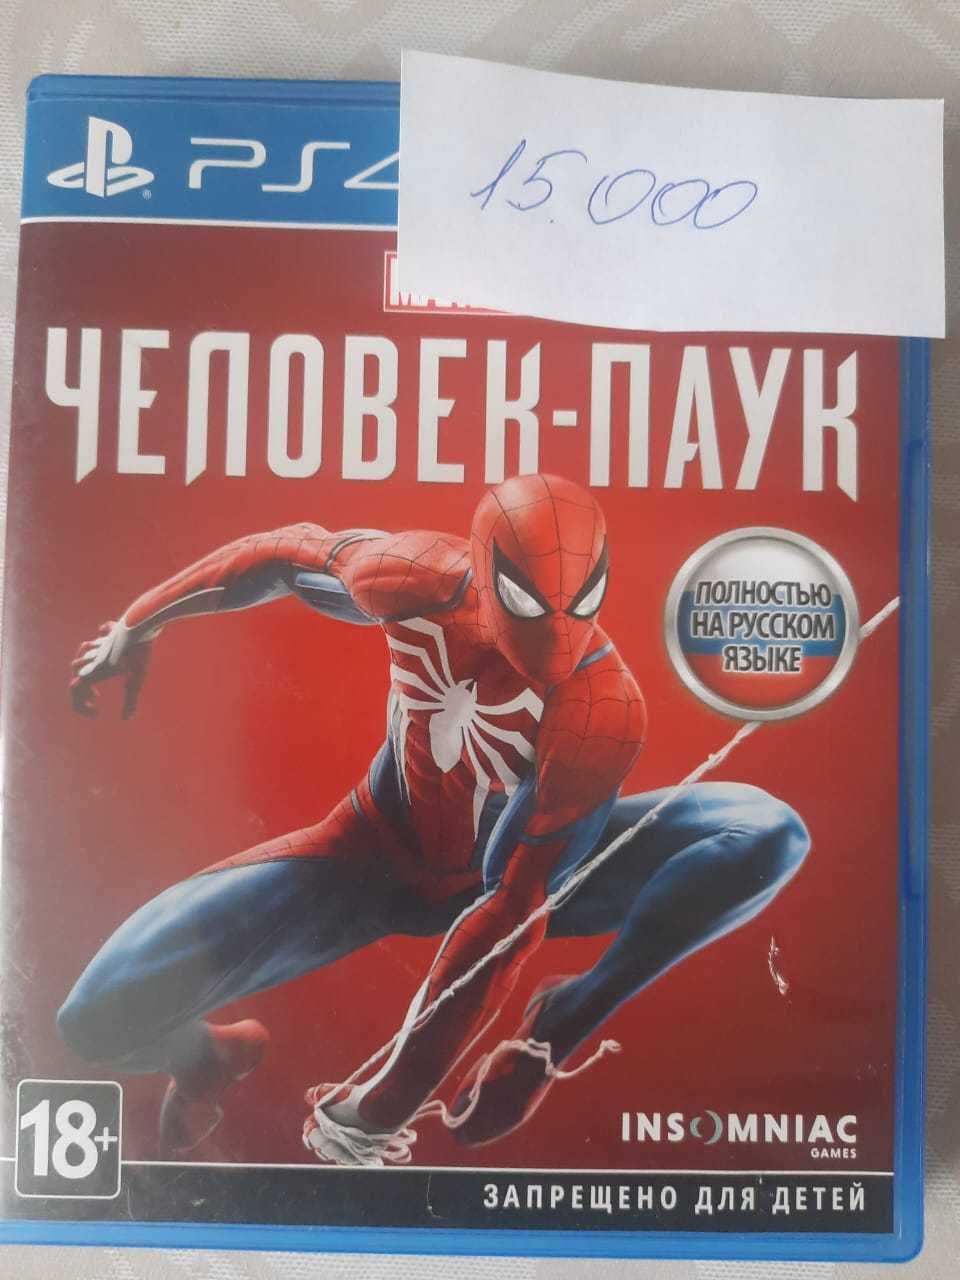 PS4
15.000
ЧЕЛОВЕК-ПАУК
ПОЛНОСТЬЮ
НА РУССКОМ
ЯЗЫКЕ
18+
INSOMNIAC
GAMES
ЗАПРЕЩЕНО ДЛЯ ДЕТЕЙ